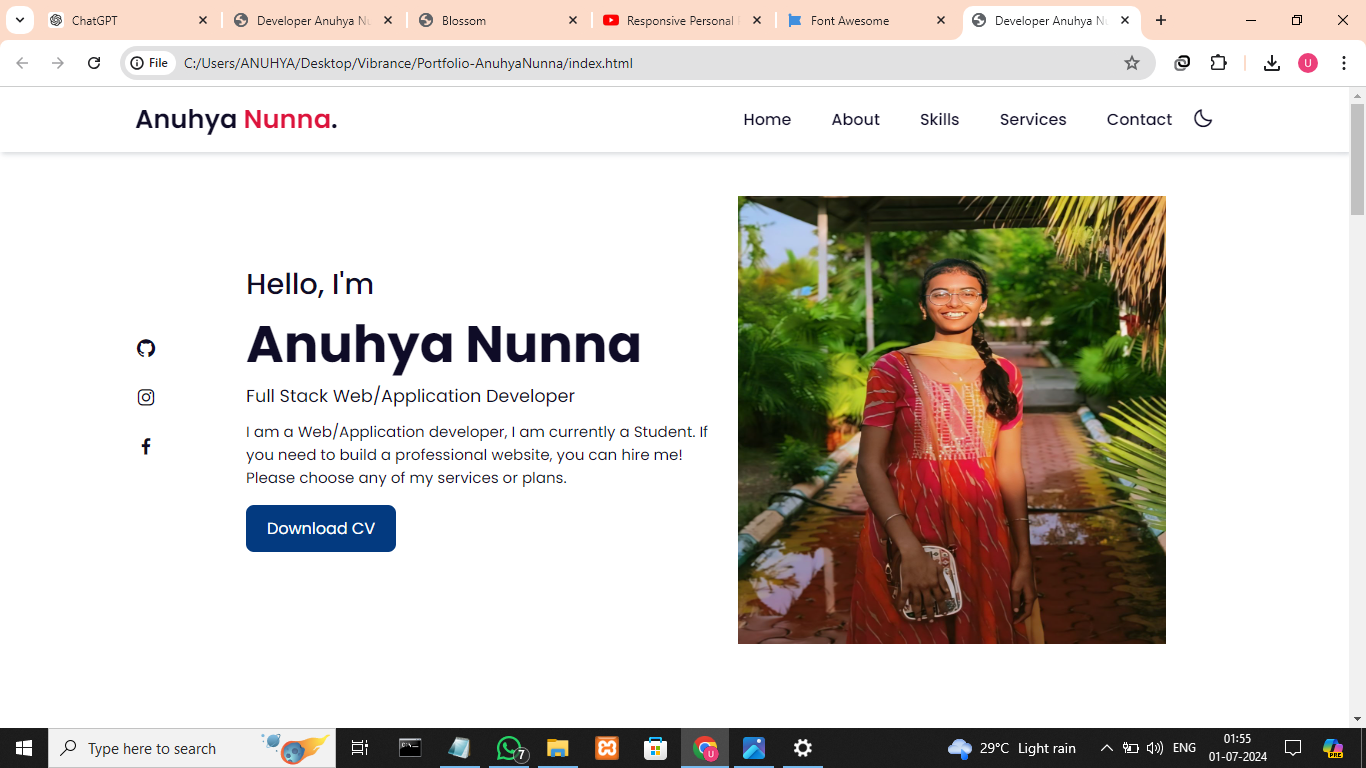 ChatGPT
Developer Anuhya Nu
Blossom
Responsive Personal
Font Awesome
Developer Anuhya Nu
File
C:/Users/ANUHYA/Desktop/Vibrance/Portfolio-AnuhyaNunna/index.html
U
Anuhya Nunna.
Home About Skills Services Contact
Hello, I'm
Anuhya Nunna
Full Stack Web/Application Developer
I am a Web/Application developer, I am currently a Student. If
you need to build a professional website, you can hire me!
Please choose any of my services or plans.
Download CV
Type here to search
7
U
29°C Light rain
ENG
01:55
01-07-2024
PRE